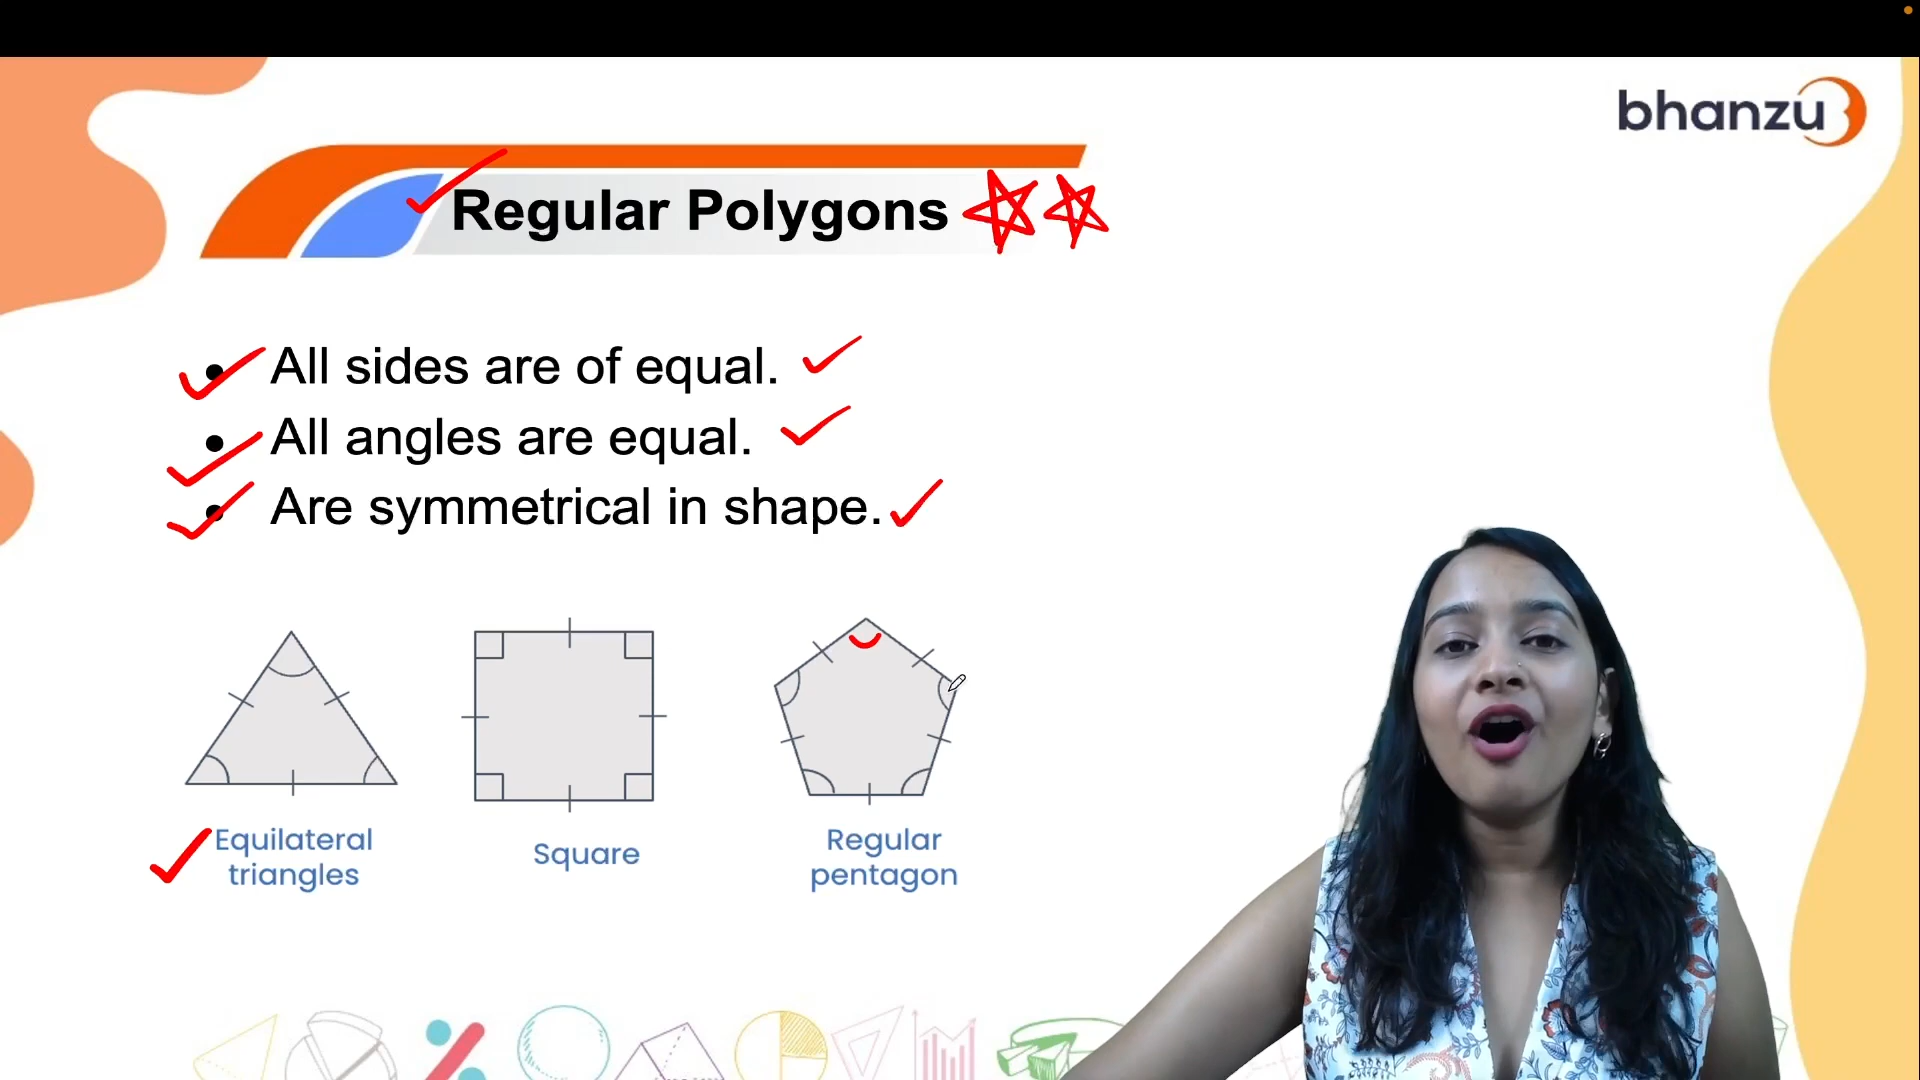 bhanzu
Regular Polygons
All sides are of equal.
All angles are equal.
Are symmetrical in shape.
Equilateral
triangles
Square
Regular
pentagon